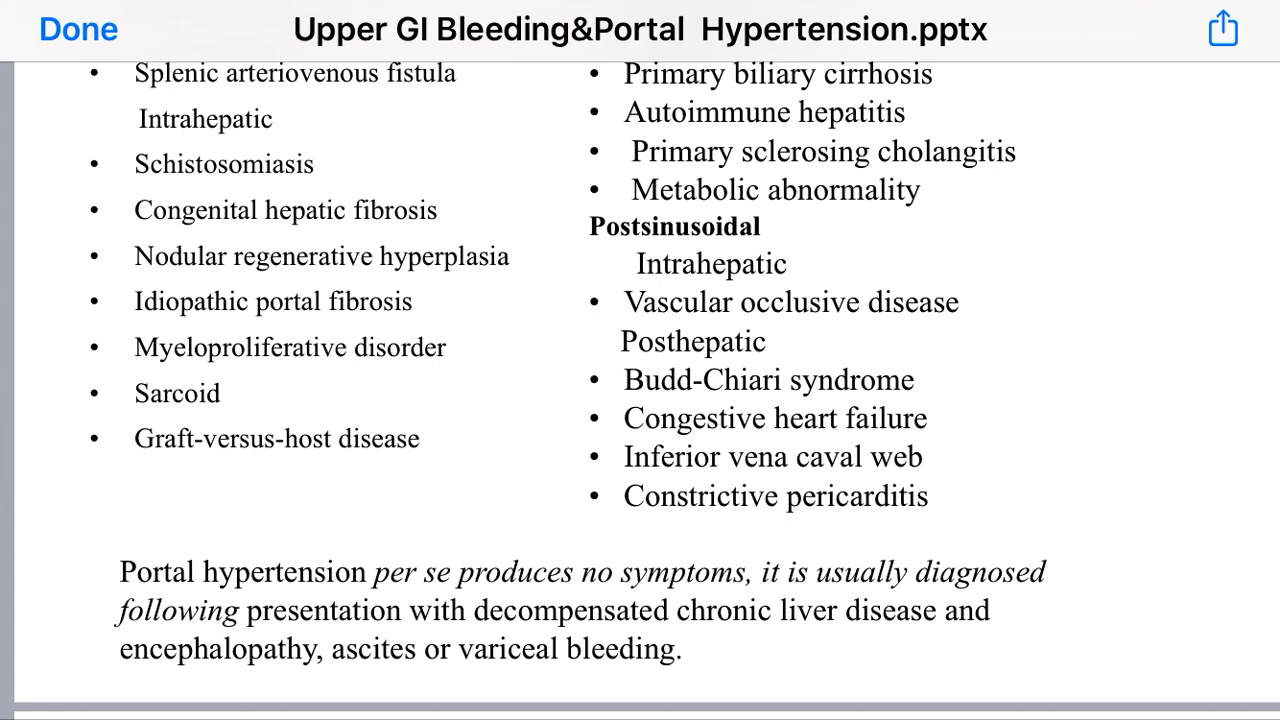 Done
Upper GI Bleeding&Portal Hypertension.pptx
• Splenic arteriovenous fistula
Intrahepatic
• Schistosomiasis
• Congenital hepatic fibrosis
• Nodular regenerative hyperplasia
• Idiopathic portal fibrosis
• Myeloproliferative disorder
• Sarcoid
• Graft-versus-host disease
• Primary biliary cirrhosis
• Autoimmune hepatitis
• Primary sclerosing cholangitis
• Metabolic abnormality
Postsinusoidal
Intrahepatic
• Vascular occlusive disease
Posthepatic
• Budd-Chiari syndrome
• Congestive heart failure
• Inferior vena caval web
• Constrictive pericarditis
Portal hypertension per se produces no symptoms, it is usually diagnosed
following presentation with decompensated chronic liver disease and
encephalopathy, ascites or variceal bleeding.